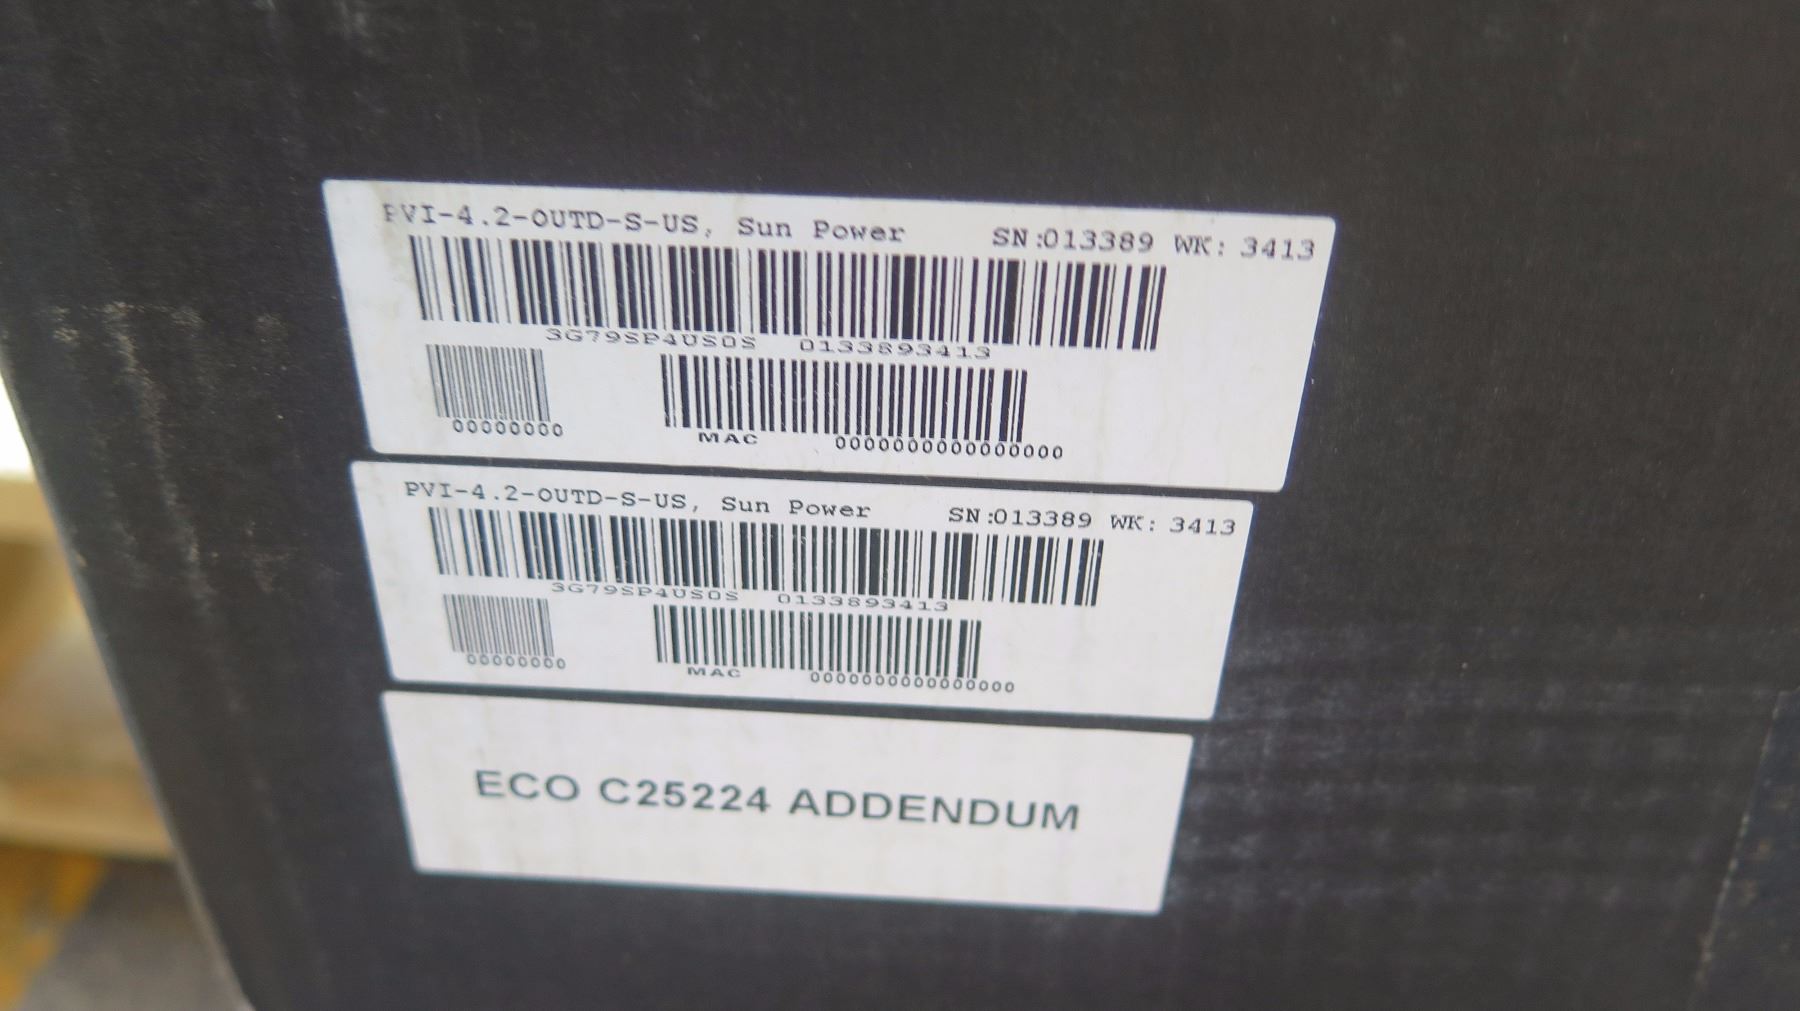 PVI-4.2-OUTD-S-US, Sun Power SN:013389 WK: 3413
3G79SP4US0S 0133893413
00000000
MAC 0000000000000000
PVI-4.2-OUTD-S-US, Sun Power SN:013389 WK: 3413
3G79SP4US0S 0133893413
00000000
MAC 0000000000000000
ECO C25224 ADDENDUM